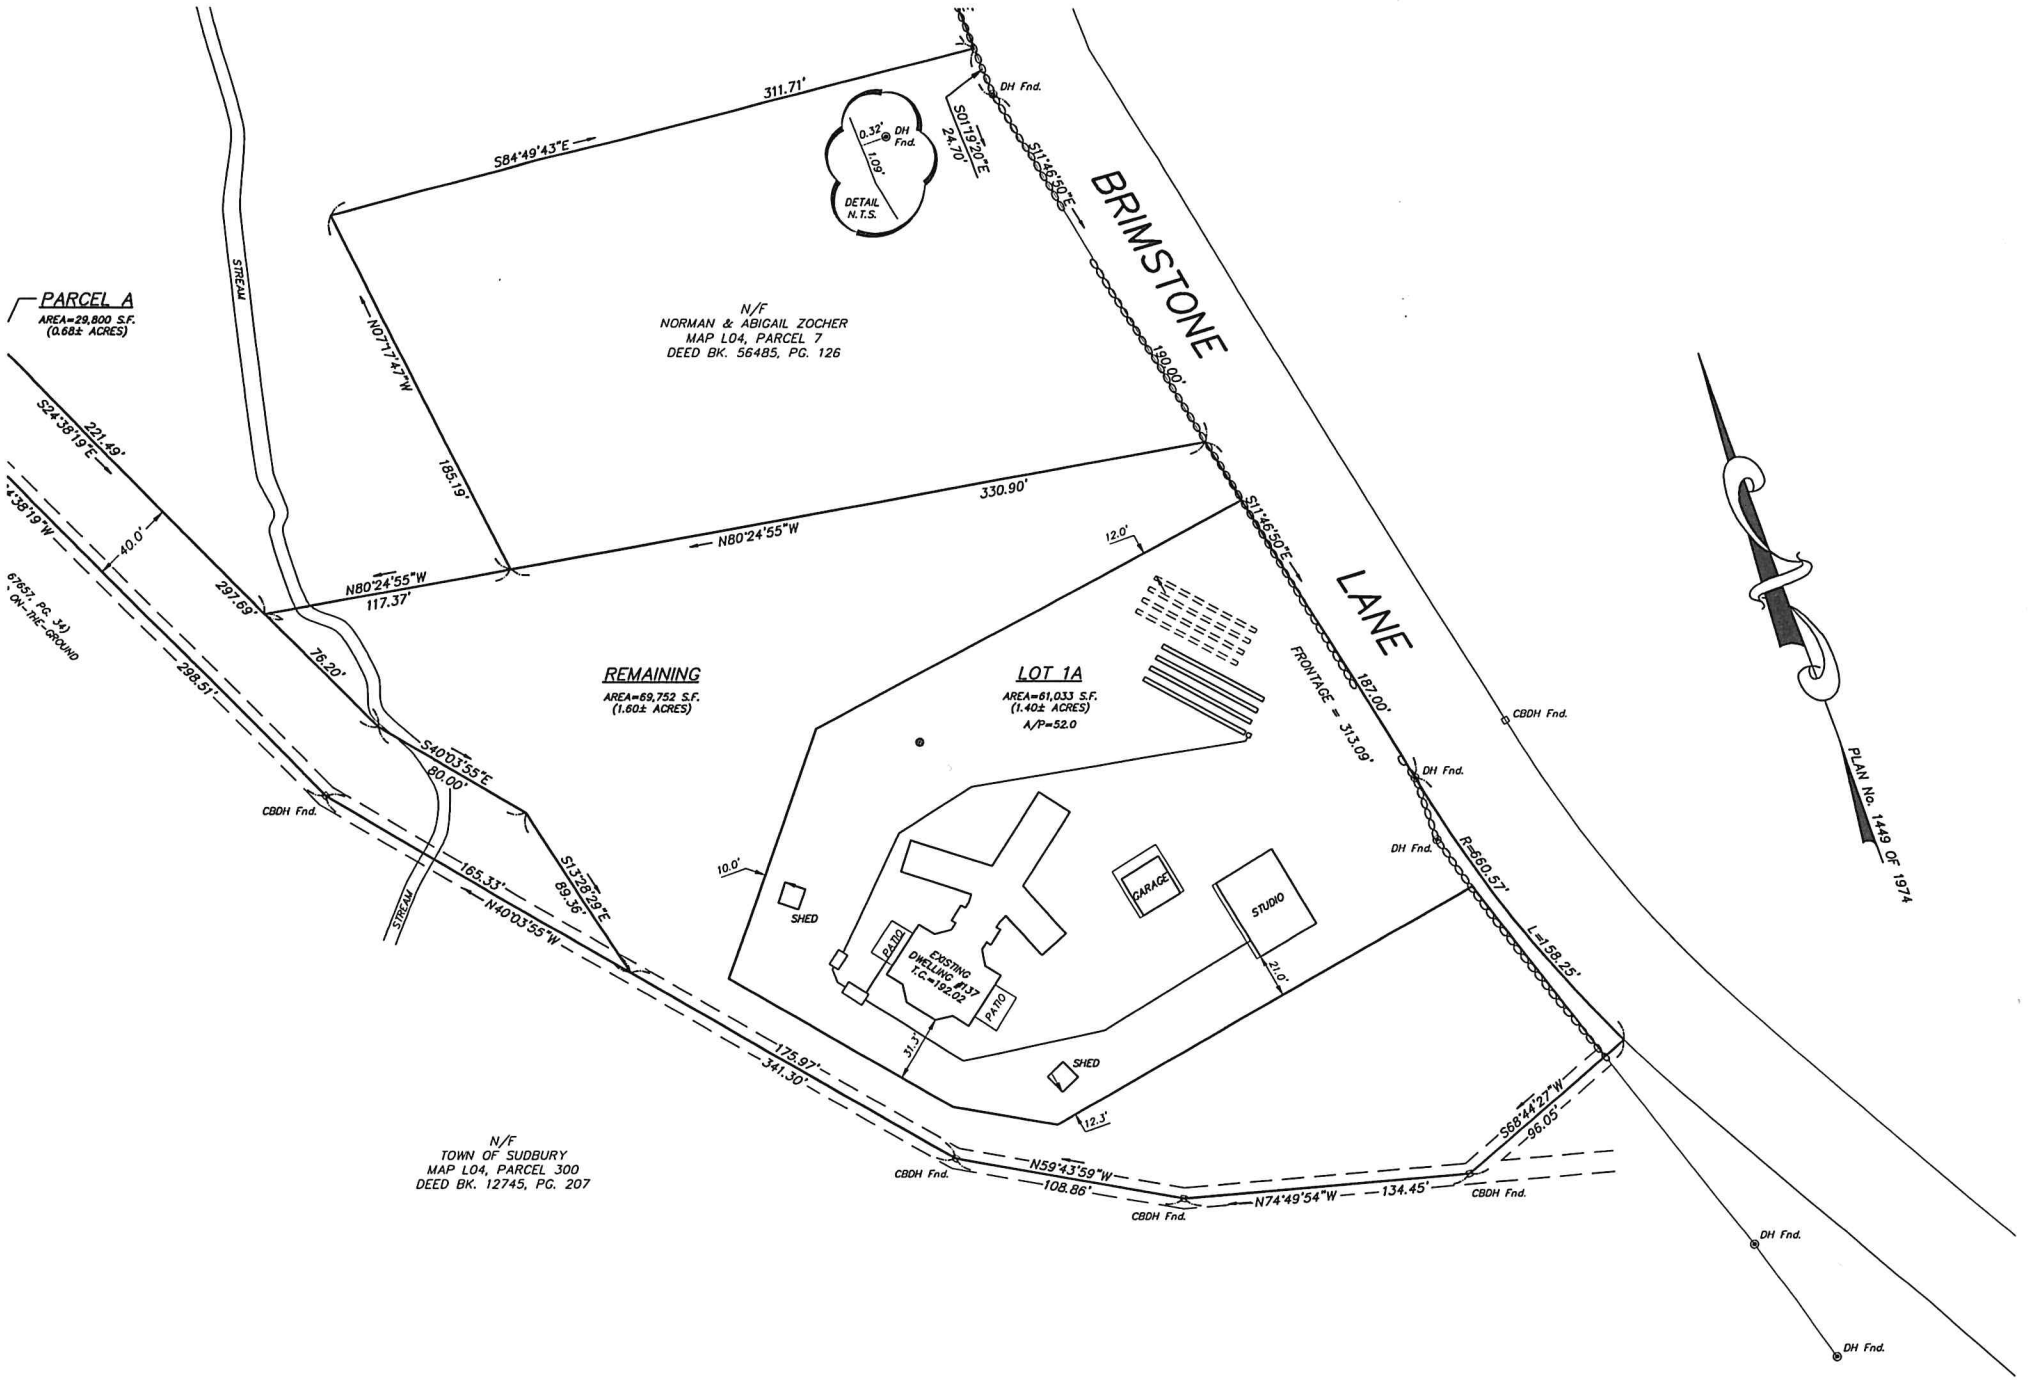 311.71'
S84°49'43"E
DH Fnd.
0.32'
DH
Fnd.
1.09'
DETAIL
N.T.S.
S01°19'20"E
24.70'
S11°46'50"E
BRIMSTONE
LANE
STREAM
PARCEL A
AREA=29,800 S.F.
(0.68± ACRES)
N/F
NORMAN & ABIGAIL ZOCHER
MAP L04, PARCEL 7
DEED BK. 56485, PG. 126
N07°17'47"W
185.19'
190.00'
221.49'
S24°38'19"E
330.90'
N80°24'55"W
N80°24'55"W
117.37'
4°38'19"W
40.0'
297.69'
67657, PG. 34)
ON-THE-GROUND
298.51'
76.20'
12.0'
S11°46'50"E
REMAINING
AREA=69,752 S.F.
(1.60± ACRES)
LOT 1A
AREA=61,033 S.F.
(1.40± ACRES)
A/P=52.0
FRONTAGE = 313.09'
187.00'
CBDH Fnd.
PLAN No. 1449 OF 1974
S40°03'55"E
80.00'
DH Fnd.
CBDH Fnd.
DH Fnd.
R=660.57'
165.33'
N40°03'55"W
S13°28'29"E
89.36'
STREAM
10.0'
SHED
GARAGE
STUDIO
PATIO
EXISTING
DWELLING #137
T.C.=192.02
PATIO
L=158.25'
21.0'
31.3'
175.97'
341.30'
SHED
12.3'
S68°44'27"W
96.05'
N/F
TOWN OF SUDBURY
MAP L04, PARCEL 300
DEED BK. 12745, PG. 207
CBDH Fnd.
N59°43'59"W
108.86'
CBDH Fnd.
N74°49'54"W
134.45'
CBDH Fnd.
DH Fnd.
DH Fnd.